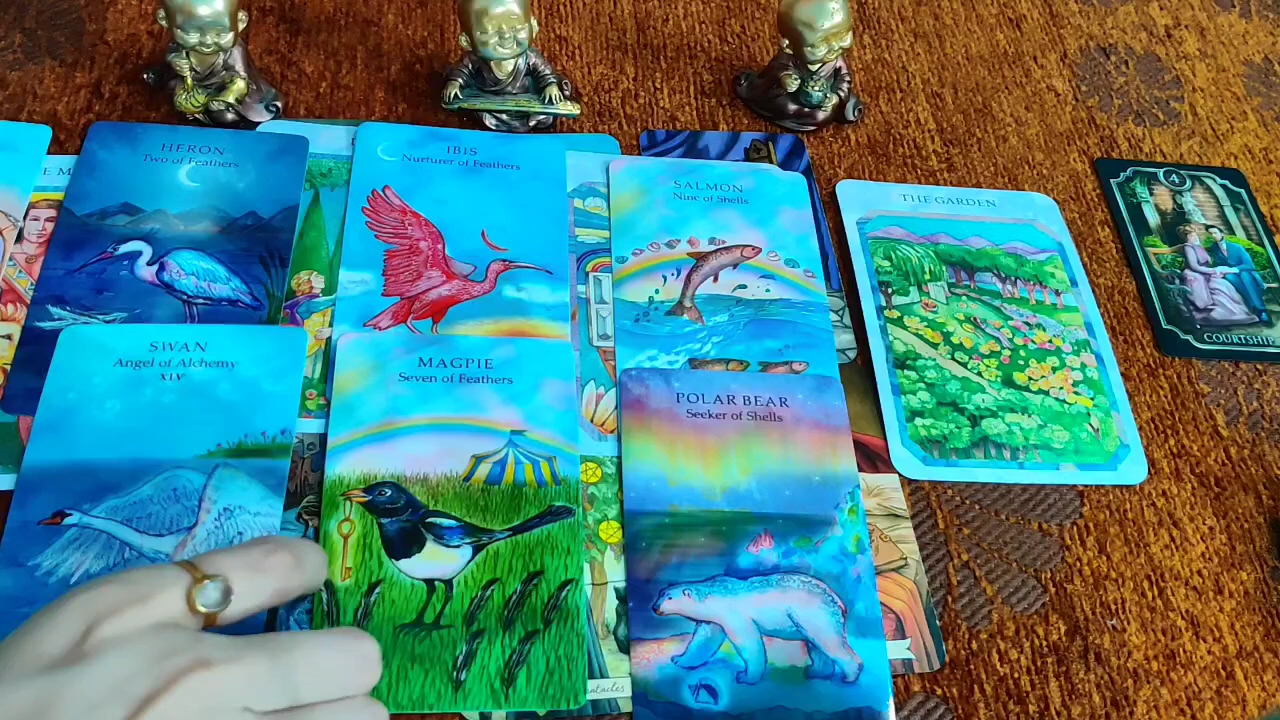 HERON
Two of Feathers
IBIS
Nurturer of Feathers
SALMON
Nine of Shells
THE GARDEN
4
COURTSHIP
SWAN
Angel of Alchemy
XIV
MAGPIE
Seven of Feathers
POLAR BEAR
Seeker of Shells